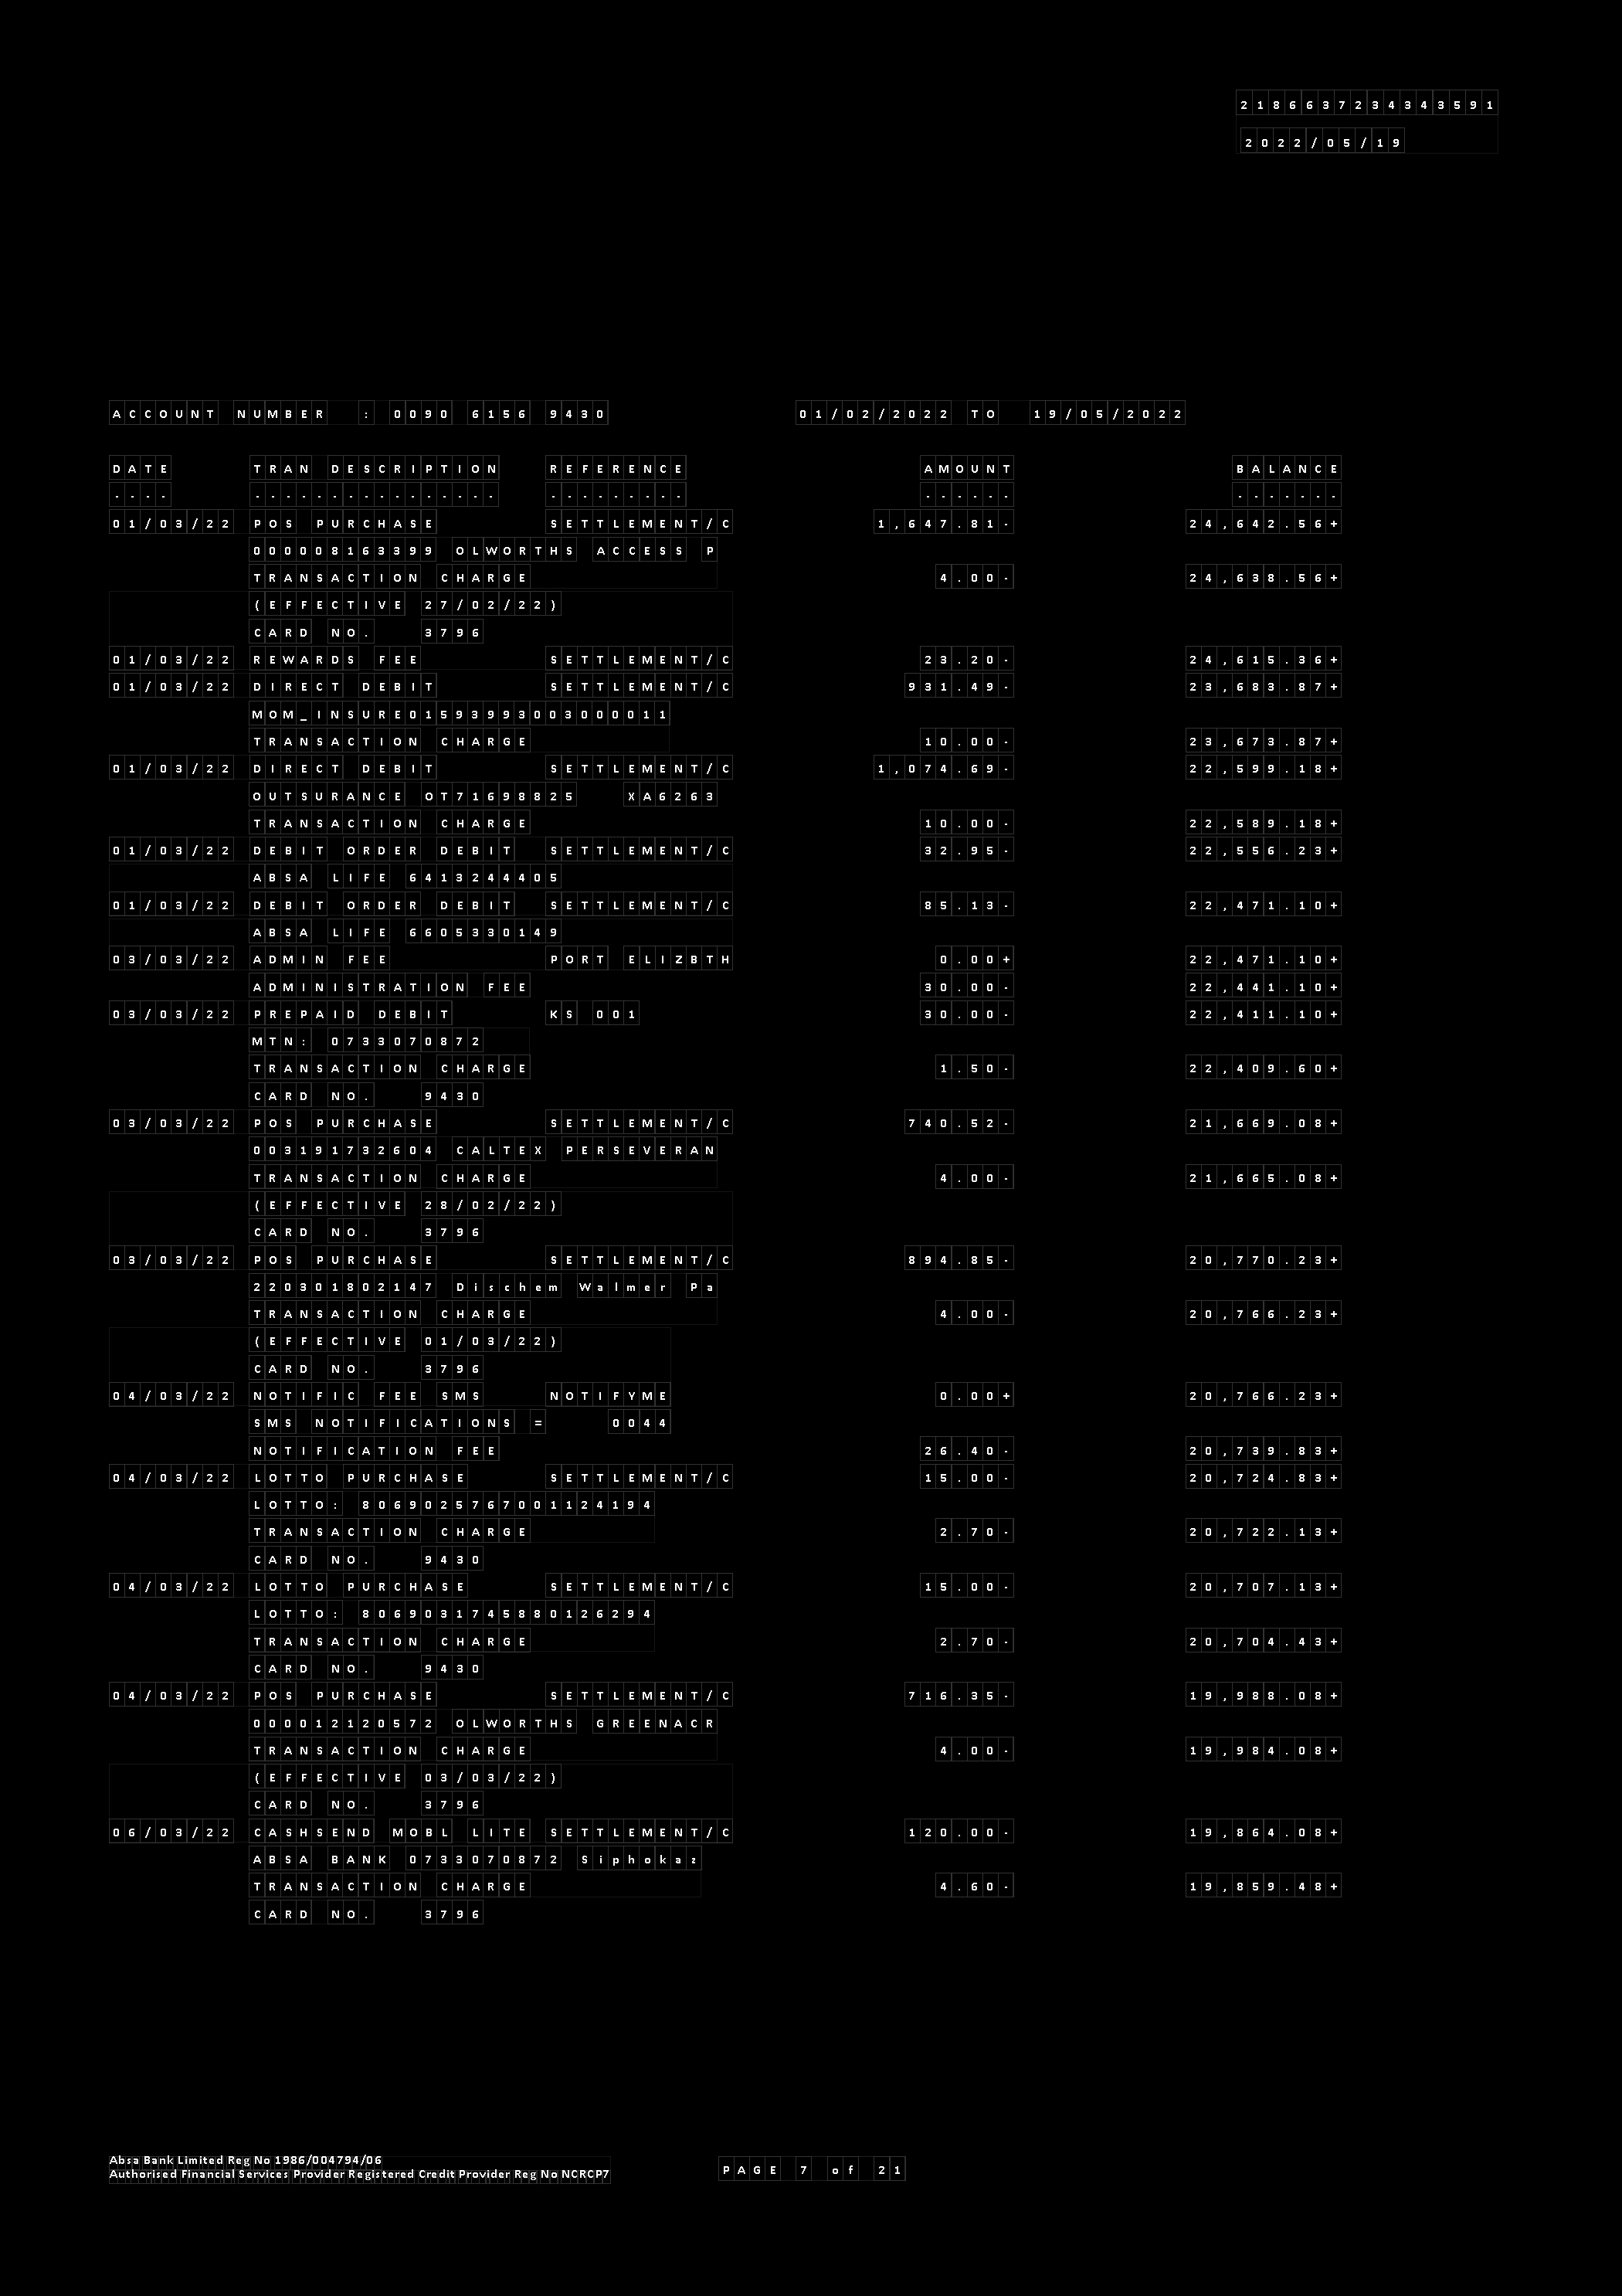 2186637234343591
2022/05/19
ACCOUNT NUMBER : 0090 6156 9430 01/02/2022 TO 19/05/2022
DATE TRAN DESCRIPTION REFERENCE AMOUNT BALANCE
---- ---------------- --------- ------ -------
01/03/22 POS PURCHASE SETTLEMENT/C 1,647.81- 24,642.56+
000008163399 OLWORTHS ACCESS P
TRANSACTION CHARGE 4.00- 24,638.56+
(EFFECTIVE 27/02/22)
CARD NO. 3796
01/03/22 REWARDS FEE SETTLEMENT/C 23.20- 24,615.36+
01/03/22 DIRECT DEBIT SETTLEMENT/C 931.49- 23,683.87+
MOM_INSURE01593993003000011
TRANSACTION CHARGE 10.00- 23,673.87+
01/03/22 DIRECT DEBIT SETTLEMENT/C 1,074.69- 22,599.18+
OUTSURANCE OT71698825 XA6263
TRANSACTION CHARGE 10.00- 22,589.18+
01/03/22 DEBIT ORDER DEBIT SETTLEMENT/C 32.95- 22,556.23+
ABSA LIFE 6413244405
01/03/22 DEBIT ORDER DEBIT SETTLEMENT/C 85.13- 22,471.10+
ABSA LIFE 6605330149
03/03/22 ADMIN FEE PORT ELIZBTH 0.00+ 22,471.10+
ADMINISTRATION FEE 30.00- 22,441.10+
03/03/22 PREPAID DEBIT KS 001 30.00- 22,411.10+
MTN: 0733070872
TRANSACTION CHARGE 1.50- 22,409.60+
CARD NO. 9430
03/03/22 POS PURCHASE SETTLEMENT/C 740.52- 21,669.08+
003191732604 CALTEX PERSEVERAN
TRANSACTION CHARGE 4.00- 21,665.08+
(EFFECTIVE 28/02/22)
CARD NO. 3796
03/03/22 POS PURCHASE SETTLEMENT/C 894.85- 20,770.23+
220301802147 Dischem Walmer Pa
TRANSACTION CHARGE 4.00- 20,766.23+
(EFFECTIVE 01/03/22)
CARD NO. 3796
04/03/22 NOTIFIC FEE SMS NOTIFYME 0.00+ 20,766.23+
SMS NOTIFICATIONS = 0044
NOTIFICATION FEE 26.40- 20,739.83+
04/03/22 LOTTO PURCHASE SETTLEMENT/C 15.00- 20,724.83+
LOTTO: 8069025767001124194
TRANSACTION CHARGE 2.70- 20,722.13+
CARD NO. 9430
04/03/22 LOTTO PURCHASE SETTLEMENT/C 15.00- 20,707.13+
LOTTO: 8069031745880126294
TRANSACTION CHARGE 2.70- 20,704.43+
CARD NO. 9430
04/03/22 POS PURCHASE SETTLEMENT/C 716.35- 19,988.08+
000012120572 OLWORTHS GREENACR
TRANSACTION CHARGE 4.00- 19,984.08+
(EFFECTIVE 03/03/22)
CARD NO. 3796
06/03/22 CASHSEND MOBL LITE SETTLEMENT/C 120.00- 19,864.08+
ABSA BANK 0733070872 Siphokaz
TRANSACTION CHARGE 4.60- 19,859.48+
CARD NO. 3796
Absa Bank Limited Reg No 1986/004794/06
Authorised Financial Services Provider Registered Credit Provider Reg No NCRCP7 PAGE 7 of 21